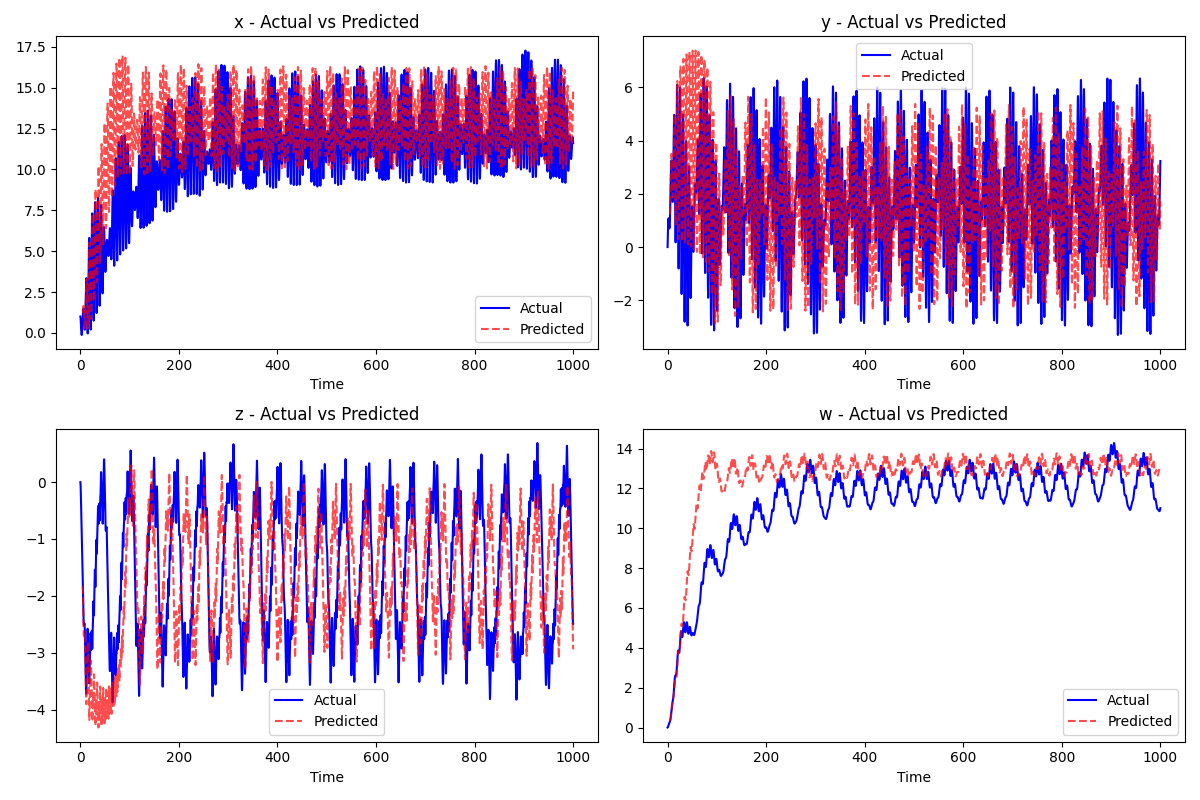 x - Actual vs Predicted
17.5
15.0
12.5
10.0
7.5
5.0
2.5
0.0
Actual
Predicted
0 200 400 600 800 1000
Time
y - Actual vs Predicted
Actual
Predicted
6
4
2
0
−2
0 200 400 600 800 1000
Time
z - Actual vs Predicted
0
−1
−2
−3
−4
Actual
Predicted
0 200 400 600 800 1000
Time
w - Actual vs Predicted
14
12
10
8
6
4
2
0
Actual
Predicted
0 200 400 600 800 1000
Time